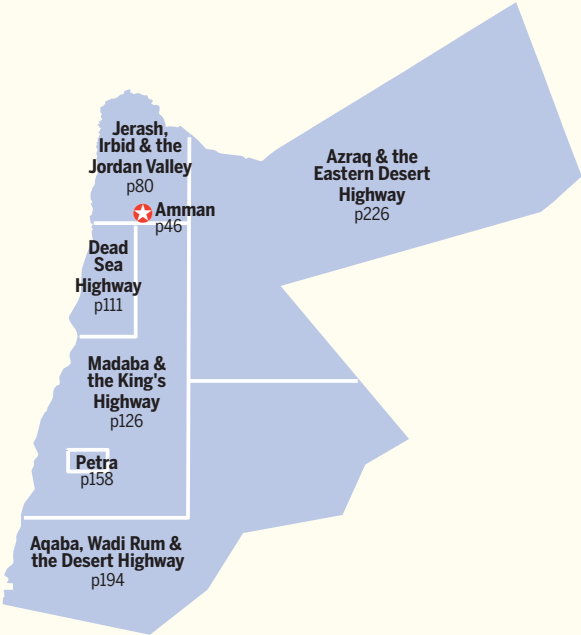 Jerash,
Irbid & the
Jordan Valley
p80
Azraq & the
Eastern Desert
Highway
p226
Amman
p46
Dead
Sea
Highway
p111
Madaba &
the King's
Highway
p126
Petra
p158
Aqaba, Wadi Rum &
the Desert Highway
p194